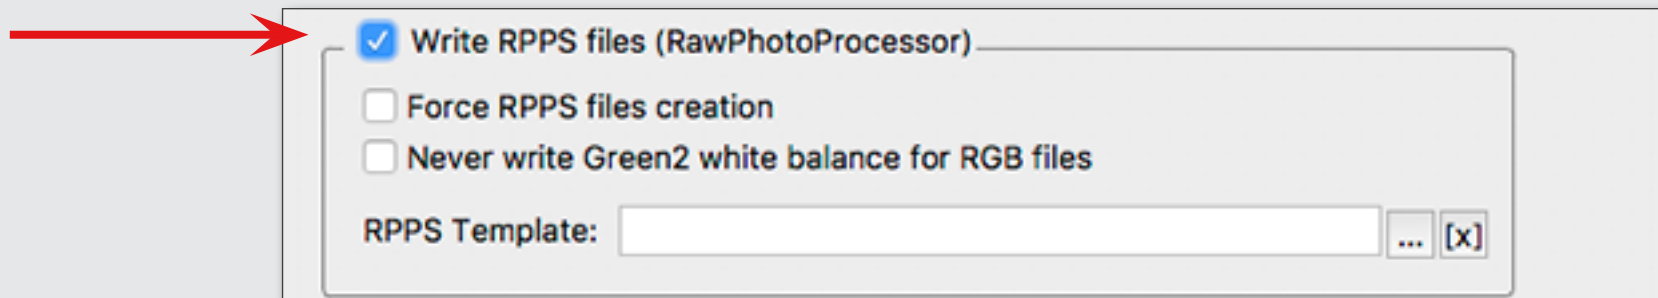 Write RPPS files (RawPhotoProcessor)
Force RPPS files creation
Never write Green2 white balance for RGB files
RPPS Template: ... [x]